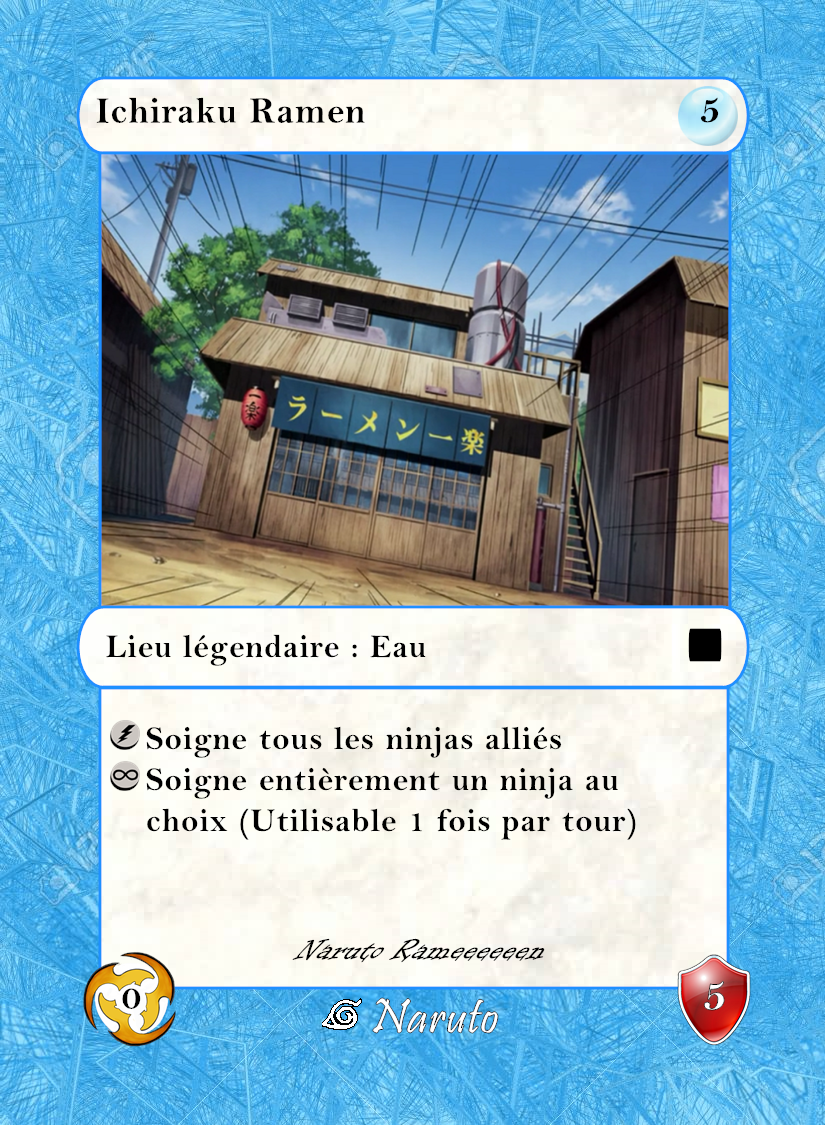 Ichiraku Ramen
5
一楽
ラーメン一楽
Lieu légendaire : Eau
Soigne tous les ninjas alliés
Soigne entièrement un ninja au
choix (Utilisable 1 fois par tour)
Naruto Rameeeeeen
0
Naruto
5